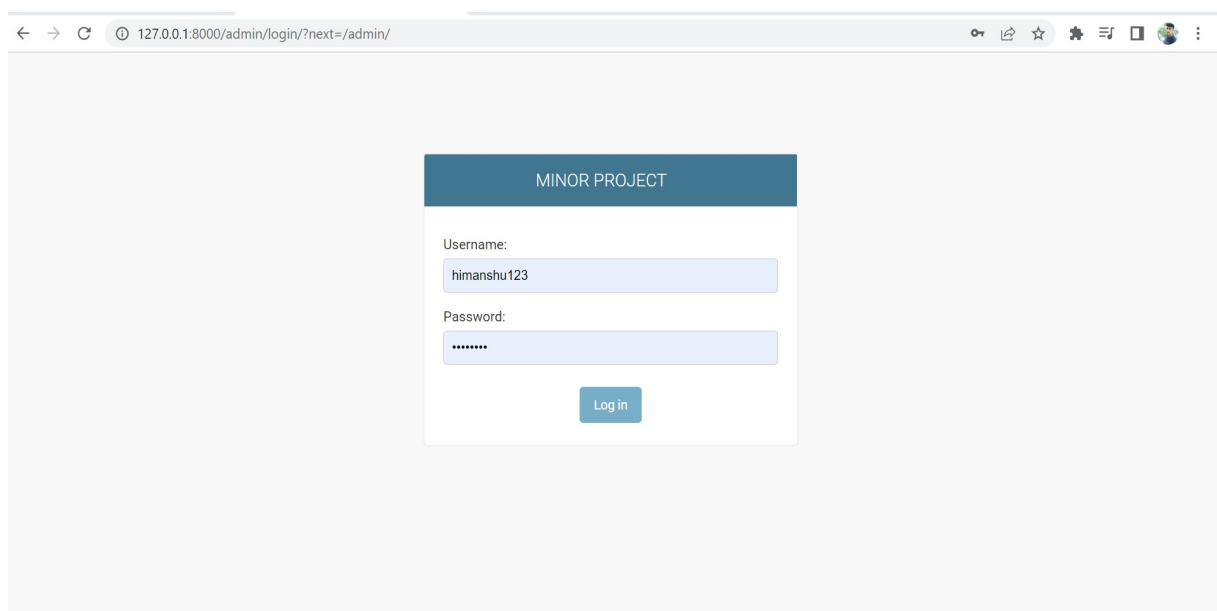 127.0.0.1:8000/admin/login/?next=/admin/
MINOR PROJECT
Username:
himanshu123
Password:
••••••••
Log in